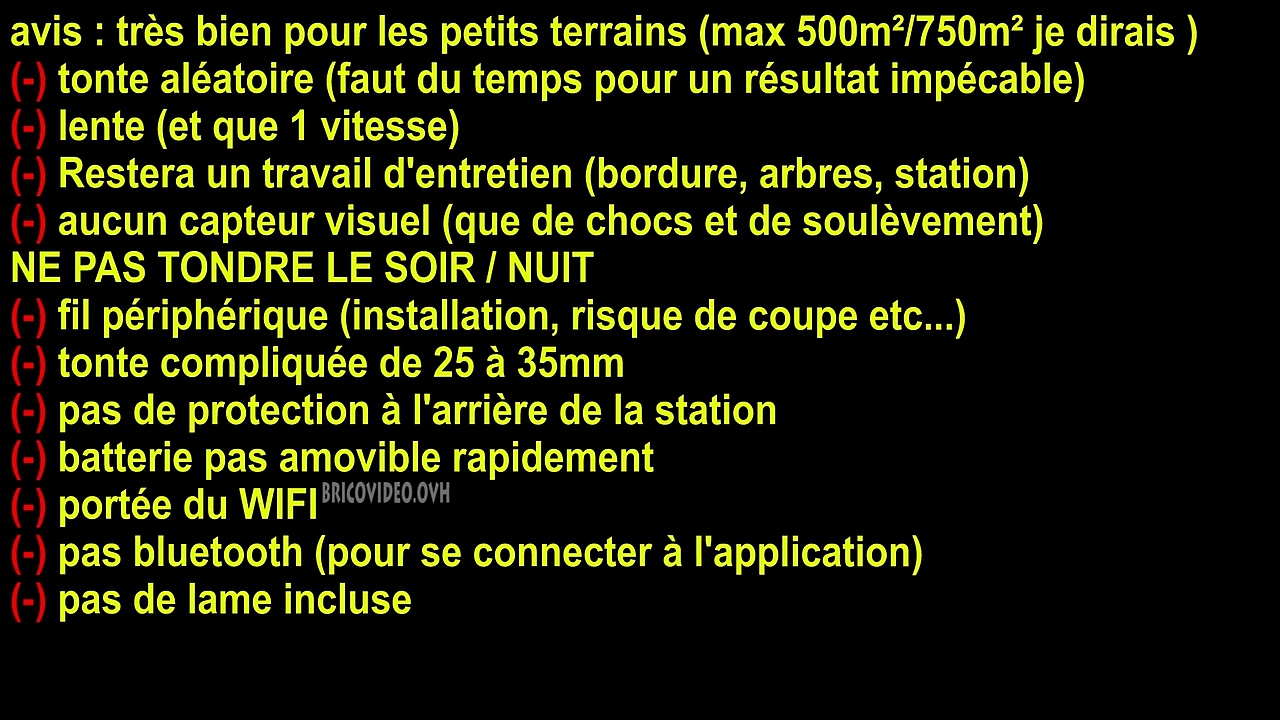 avis : très bien pour les petits terrains (max 500m²/750m² je dirais )
(-) tonte aléatoire (faut du temps pour un résultat impécable)
(-) lente (et que 1 vitesse)
(-) Restera un travail d'entretien (bordure, arbres, station)
(-) aucun capteur visuel (que de chocs et de soulèvement)
NE PAS TONDRE LE SOIR / NUIT
(-) fil périphérique (installation, risque de coupe etc...)
(-) tonte compliquée de 25 à 35mm
(-) pas de protection à l'arrière de la station
(-) batterie pas amovible rapidement
(-) portée du WIFI BRICOVIDEO.OVH
(-) pas bluetooth (pour se connecter à l'application)
(-) pas de lame incluse